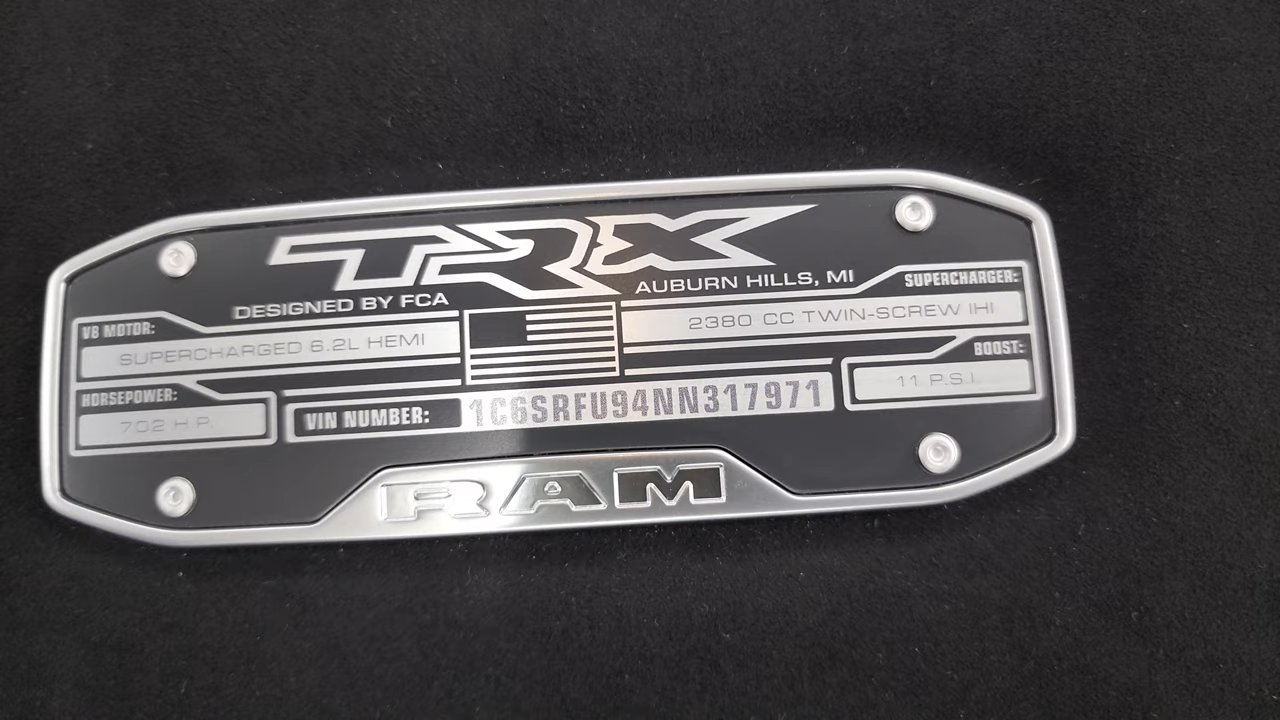 TRX
DESIGNED BY FCA
AUBURN HILLS, MI
V8 MOTOR:
SUPERCHARGED 6.2L HEMI
SUPERCHARGER:
2380 CC TWIN-SCREW IHI
HORSEPOWER:
702 H.P.
BOOST:
11 P.S.I.
VIN NUMBER: 1C6SRFU94NN317971
RAM